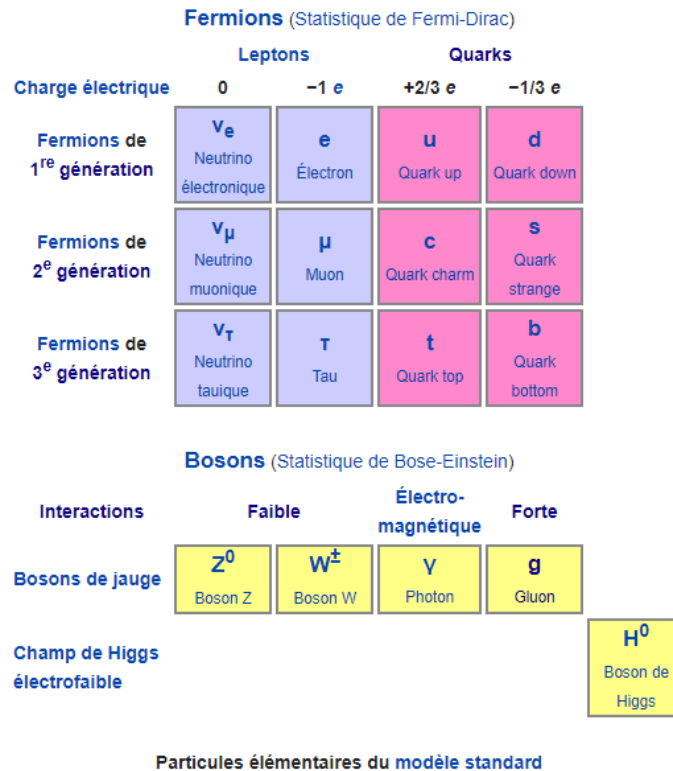 Fermions (Statistique de Fermi-Dirac)
Leptons Quarks
Charge électrique 0 −1 e +2/3 e −1/3 e
Fermions de 1re génération
νe Neutrino électronique
e Électron
u Quark up
d Quark down
Fermions de 2e génération
νμ Neutrino muonique
μ Muon
c Quark charm
s Quark strange
Fermions de 3e génération
ντ Neutrino tauique
τ Tau
t Quark top
b Quark bottom
Bosons (Statistique de Bose-Einstein)
Interactions Faible Électro-magnétique Forte
Bosons de jauge
Z0 Boson Z
W± Boson W
γ Photon
g Gluon
Champ de Higgs électrofaible
H0 Boson de Higgs
Particules élémentaires du modèle standard